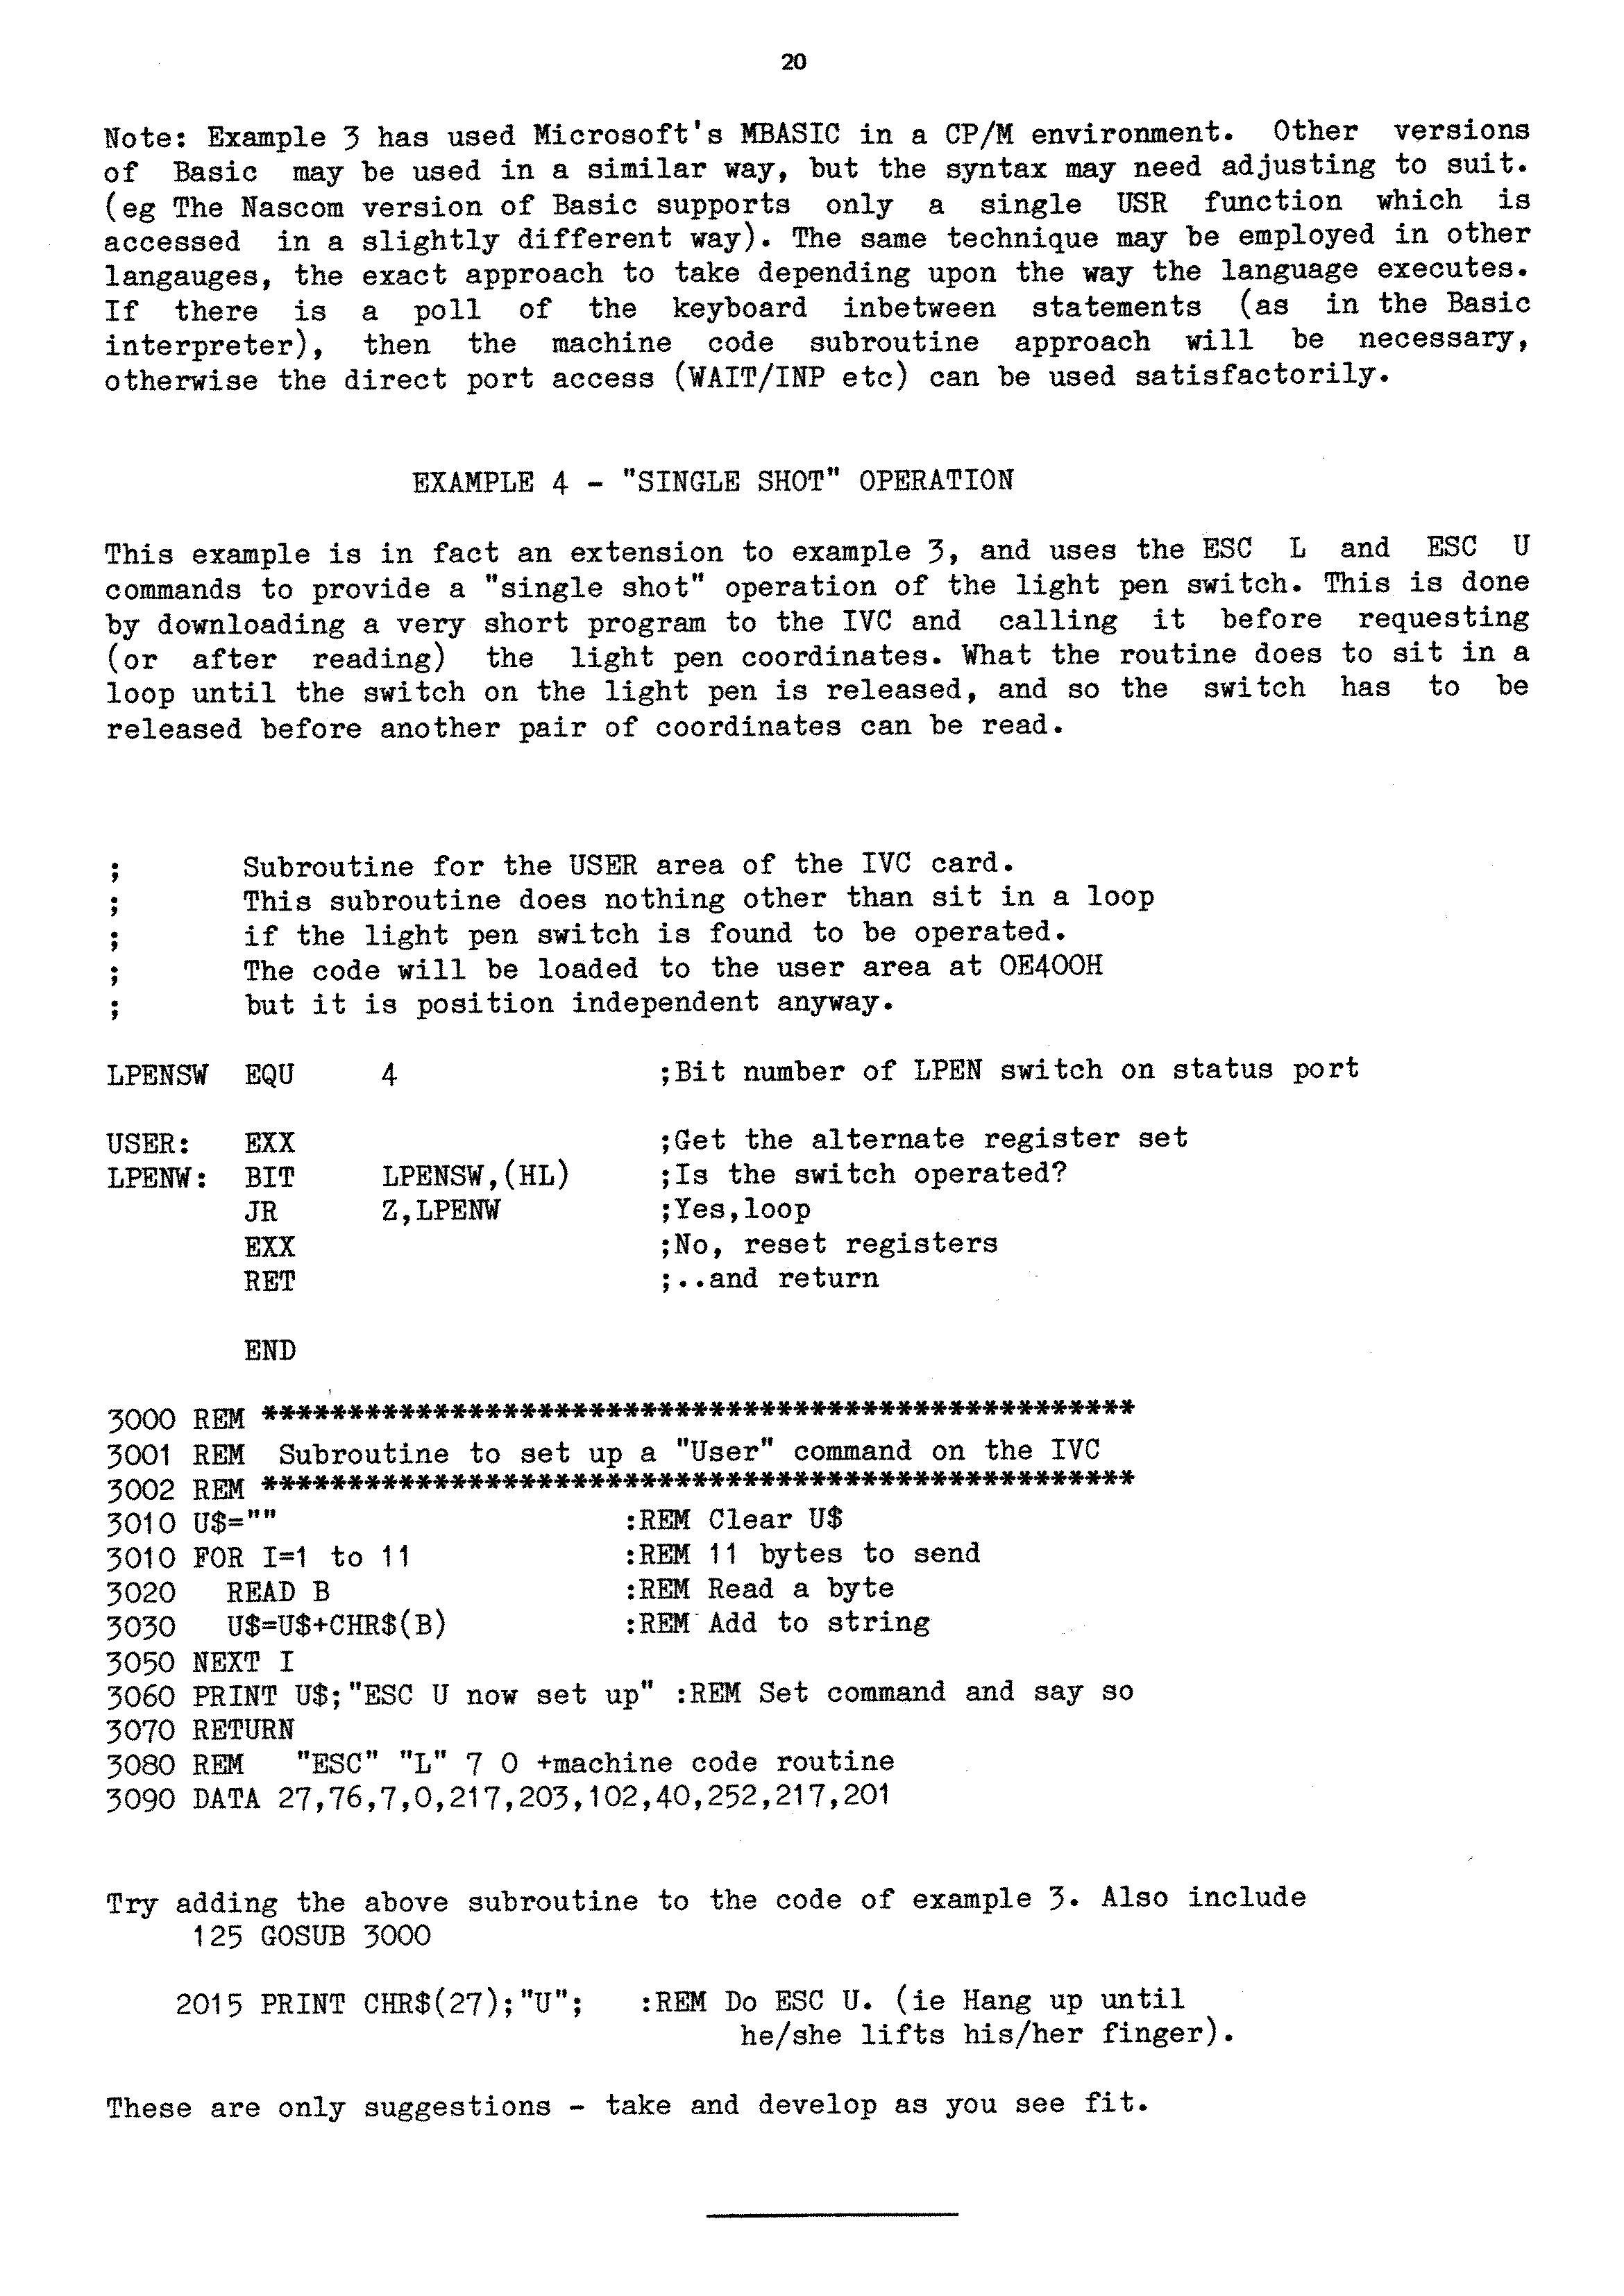 20
Note: Example 3 has used Microsoft's MBASIC in a CP/M environment. Other versions
of Basic may be used in a similar way, but the syntax may need adjusting to suit.
(eg The Nascom version of Basic supports only a single USR function which is
accessed in a slightly different way). The same technique may be employed in other
langauges, the exact approach to take depending upon the way the language executes.
If there is a poll of the keyboard inbetween statements (as in the Basic
interpreter), then the machine code subroutine approach will be necessary,
otherwise the direct port access (WAIT/INP etc) can be used satisfactorily.
EXAMPLE 4 - "SINGLE SHOT" OPERATION
This example is in fact an extension to example 3, and uses the ESC L and ESC U
commands to provide a "single shot" operation of the light pen switch. This is done
by downloading a very short program to the IVC and calling it before requesting
(or after reading) the light pen coordinates. What the routine does to sit in a
loop until the switch on the light pen is released, and so the switch has to be
released before another pair of coordinates can be read.
; Subroutine for the USER area of the IVC card.
; This subroutine does nothing other than sit in a loop
; if the light pen switch is found to be operated.
; The code will be loaded to the user area at 0E400H
; but it is position independent anyway.
LPENSW EQU 4 ;Bit number of LPEN switch on status port
USER: EXX ;Get the alternate register set
LPENW: BIT LPENSW,(HL) ;Is the switch operated?
JR Z,LPENW ;Yes,loop
EXX ;No, reset registers
RET ;..and return
END
3000 REM ***************************************************
3001 REM Subroutine to set up a "User" command on the IVC
3002 REM ***************************************************
3010 U$="" :REM Clear U$
3010 FOR I=1 to 11 :REM 11 bytes to send
3020 READ B :REM Read a byte
3030 U$=U$+CHR$(B) :REM Add to string
3050 NEXT I
3060 PRINT U$;"ESC U now set up" :REM Set command and say so
3070 RETURN
3080 REM "ESC" "L" 7 0 +machine code routine
3090 DATA 27,76,7,0,217,203,102,40,252,217,201
Try adding the above subroutine to the code of example 3. Also include
125 GOSUB 3000
2015 PRINT CHR$(27);"U"; :REM Do ESC U. (ie Hang up until
he/she lifts his/her finger).
These are only suggestions - take and develop as you see fit.